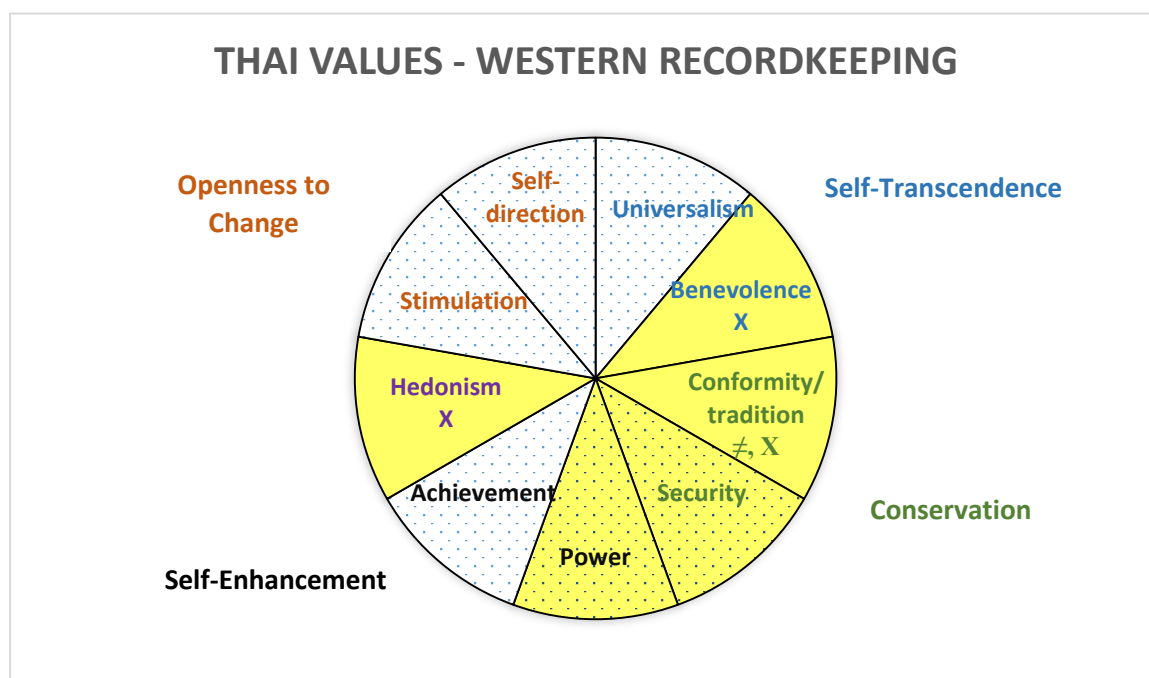 THAI VALUES - WESTERN RECORDKEEPING
Openness to
Change
Self-
direction
Universalism
Self-Transcendence
Stimulation
Benevolence
X
Hedonism
X
Conformity/
tradition
≠, X
Achievement
Security
Conservation
Power
Self-Enhancement